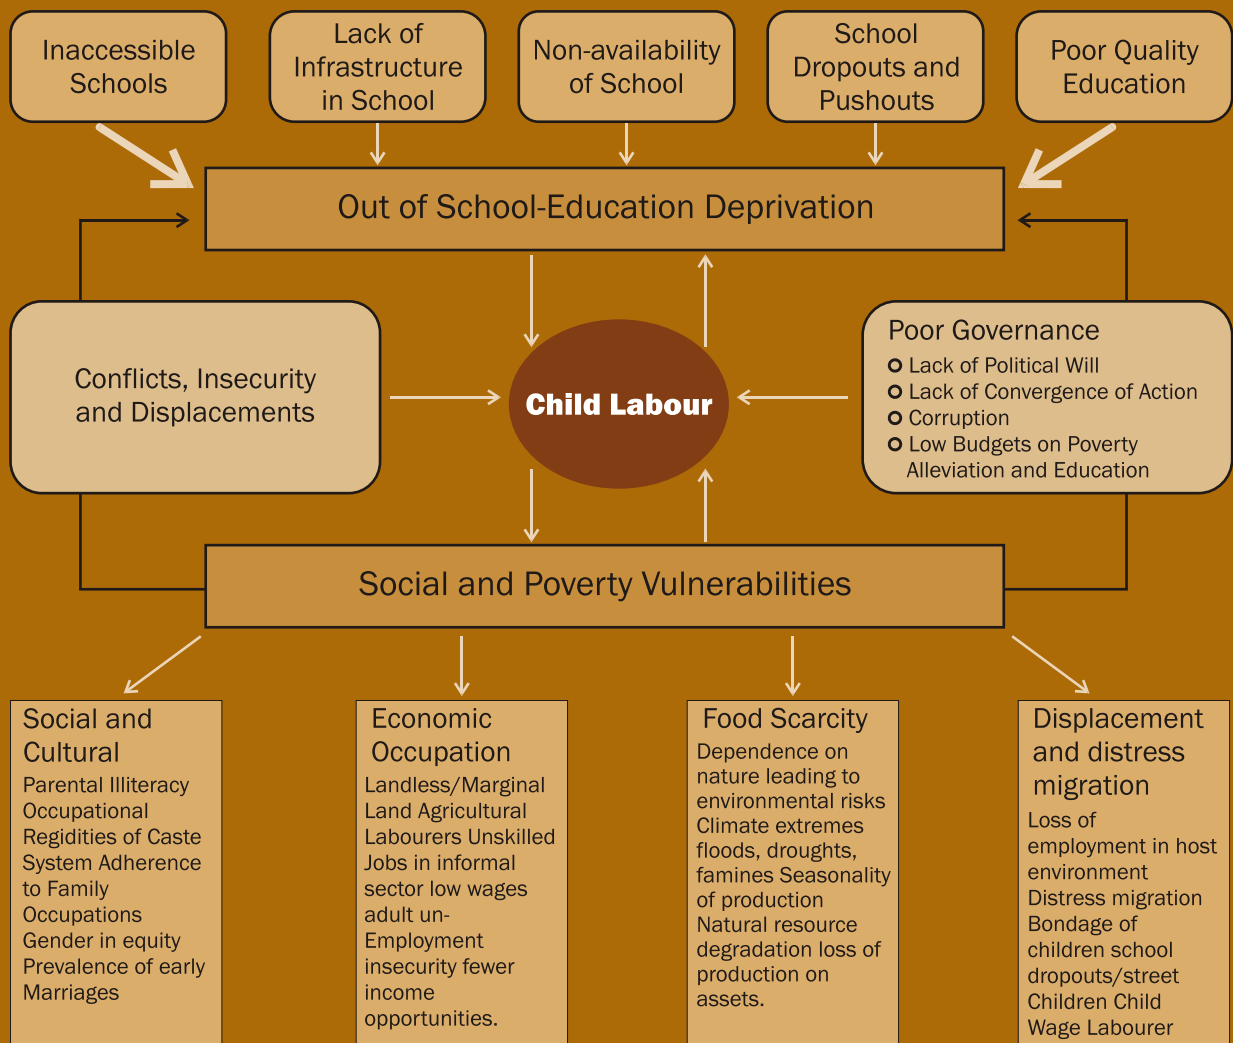 Inaccessible
Schools
Lack of
Infrastructure
in School
Non-availability
of School
School
Dropouts and
Pushouts
Poor Quality
Education
Out of School-Education Deprivation
Conflicts, Insecurity
and Displacements
Child Labour
Poor Governance
Lack of Political Will
Lack of Convergence of Action
Corruption
Low Budgets on Poverty
Alleviation and Education
Social and Poverty Vulnerabilities
Social and
Cultural
Parental Illiteracy
Occupational
Regidities of Caste
System Adherence
to Family
Occupations
Gender in equity
Prevalence of early
Marriages
Economic
Occupation
Landless/Marginal
Land Agricultural
Labourers Unskilled
Jobs in informal
sector low wages
adult un-
Employment
insecurity fewer
income
opportunities.
Food Scarcity
Dependence on
nature leading to
environmental risks
Climate extremes
floods, droughts,
famines Seasonality
of production
Natural resource
degradation loss of
production on
assets.
Displacement
and distress
migration
Loss of
employment in host
environment
Distress migration
Bondage of
children school
dropouts/street
Children Child
Wage Labourer